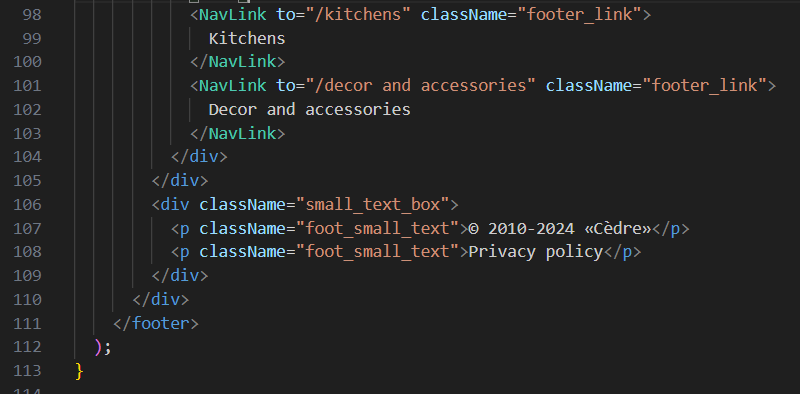 98 <NavLink to="/kitchens" className="footer_link">
99 Kitchens
100 </NavLink>
101 <NavLink to="/decor and accessories" className="footer_link">
102 Decor and accessories
103 </NavLink>
104 </div>
105 </div>
106 <div className="small_text_box">
107 <p className="foot_small_text">© 2010-2024 «Cèdre»</p>
108 <p className="foot_small_text">Privacy policy</p>
109 </div>
110 </div>
111 </footer>
112 );
113 }
114